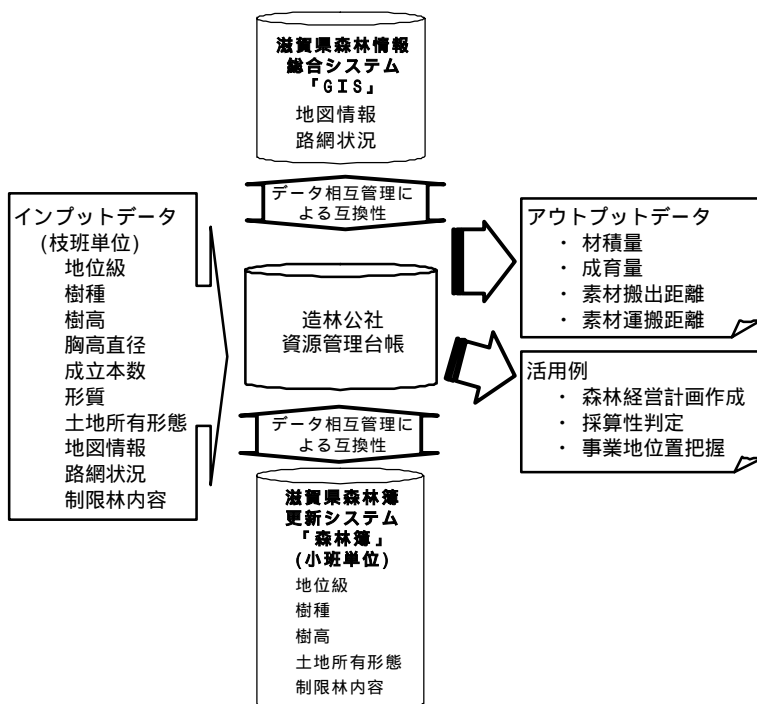 滋賀県森林情報
総合システム
「GIS」
地図情報
路網状況
データ相互管理に
よる互換性
インプットデータ
(枝班単位)
地位級
樹種
樹高
胸高直径
成立本数
形質
土地所有形態
地図情報
路網状況
制限林内容
造林公社
資源管理台帳
アウトプットデータ
・ 材積量
・ 成育量
・ 素材搬出距離
・ 素材運搬距離
活用例
・ 森林経営計画作成
・ 採算性判定
・ 事業地位置把握
データ相互管理に
よる互換性
滋賀県森林簿
更新システム
「森林簿」
(小班単位)
地位級
樹種
樹高
土地所有形態
制限林内容